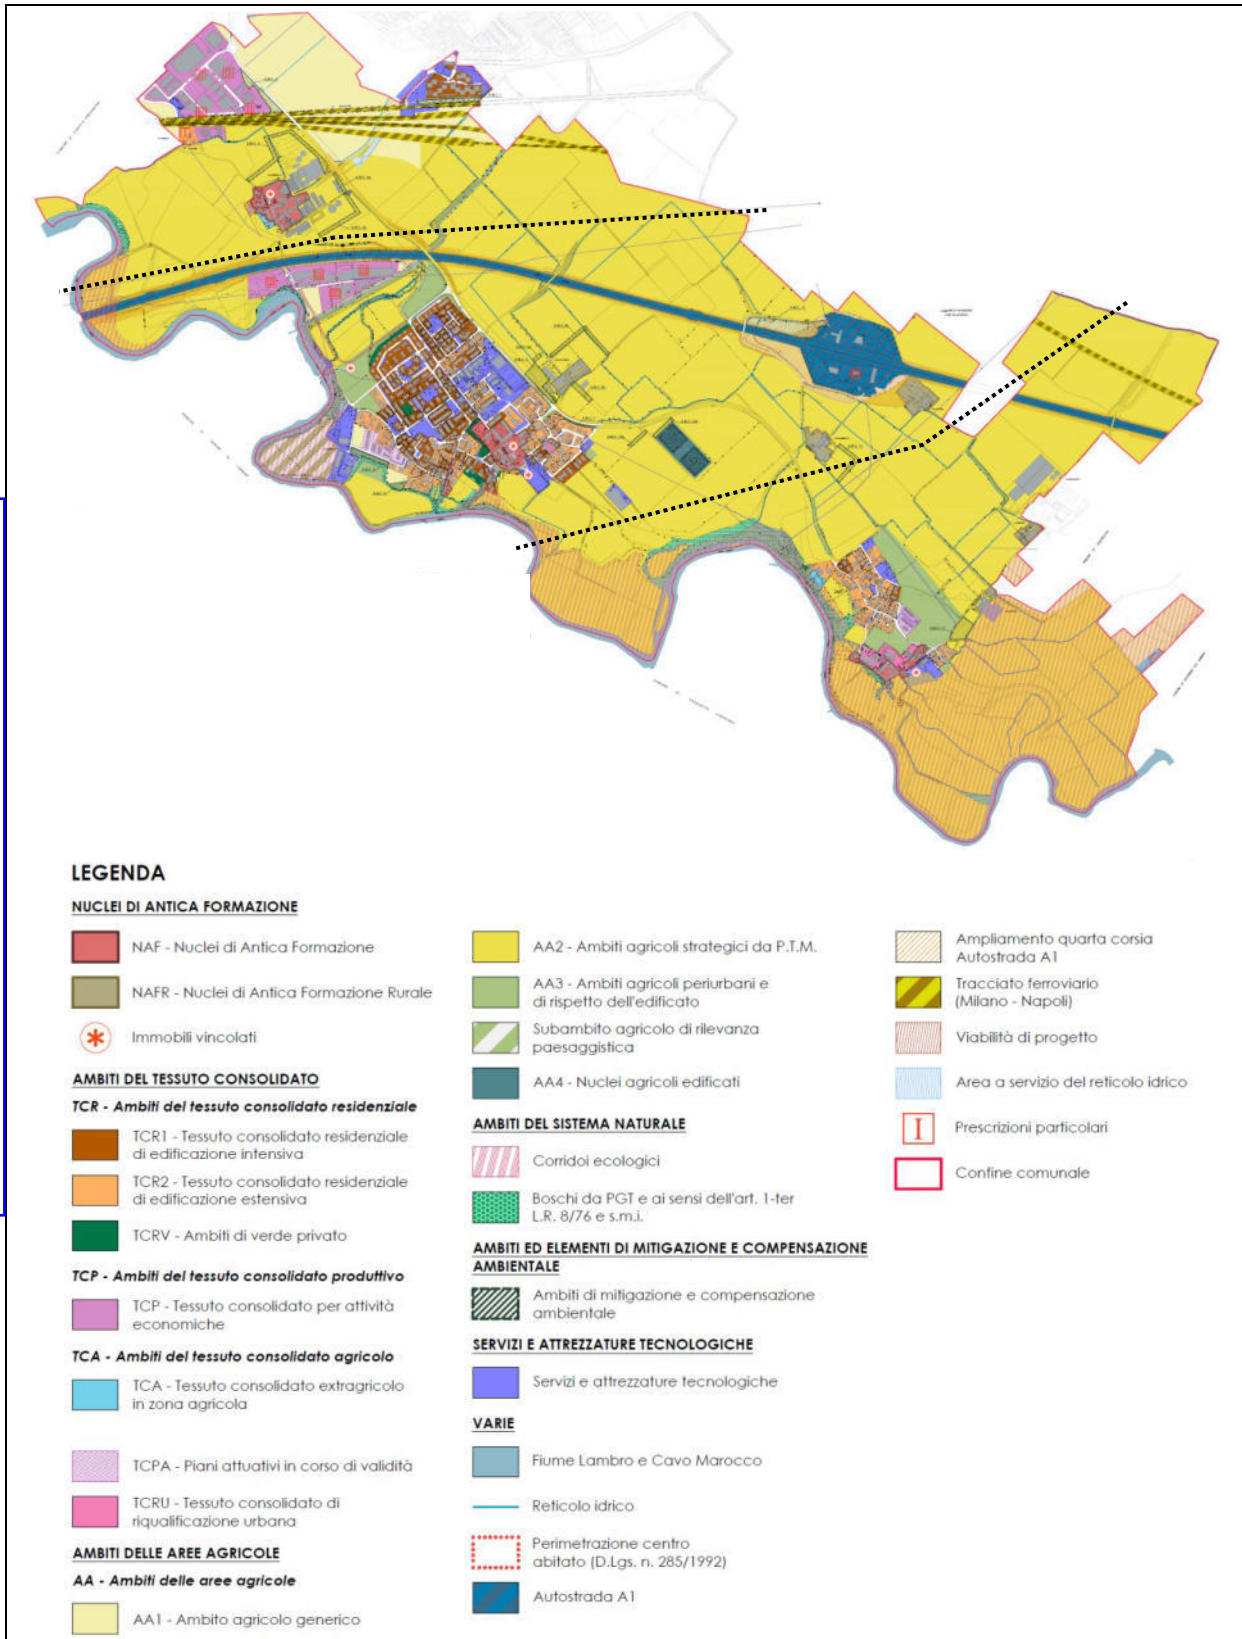 LEGENDA
NUCLEI DI ANTICA FORMAZIONE
NAF - Nuclei di Antica Formazione
NAFR - Nuclei di Antica Formazione Rurale
Immobili vincolati
AMBITI DEL TESSUTO CONSOLIDATO
TCR - Ambiti del tessuto consolidato residenziale
TCR1 - Tessuto consolidato residenziale
di edificazione intensiva
TCR2 - Tessuto consolidato residenziale
di edificazione estensiva
TCRV - Ambiti di verde privato
TCP - Ambiti del tessuto consolidato produttivo
TCP - Tessuto consolidato per attività
economiche
TCA - Ambiti del tessuto consolidato agricolo
TCA - Tessuto consolidato extragricolo
in zona agricola
TCPA - Piani attuativi in corso di validità
TCRU - Tessuto consolidato di
riqualificazione urbana
AMBITI DELLE AREE AGRICOLE
AA - Ambiti delle aree agricole
AA1 - Ambito agricolo generico
AA2 - Ambiti agricoli strategici da P.T.M.
AA3 - Ambiti agricoli periurbani e
di rispetto dell'edificato
Subambito agricolo di rilevanza
paesaggistica
AA4 - Nuclei agricoli edificati
AMBITI DEL SISTEMA NATURALE
Corridoi ecologici
Boschi da PGT e ai sensi dell'art. 1-ter
L.R. 8/76 e s.m.i.
AMBITI ED ELEMENTI DI MITIGAZIONE E COMPENSAZIONE
AMBIENTALE
Ambiti di mitigazione e compensazione
ambientale
SERVIZI E ATTREZZATURE TECNOLOGICHE
Servizi e attrezzature tecnologiche
VARIE
Fiume Lambro e Cavo Marocco
Reticolo idrico
Perimetrazione centro
abitato (D.Lgs. n. 285/1992)
Autostrada A1
Ampliamento quarta corsia
Autostrada A1
Tracciato ferroviario
(Milano - Napoli)
Viabilità di progetto
Area a servizio del reticolo idrico
I
Prescrizioni particolari
Confine comunale